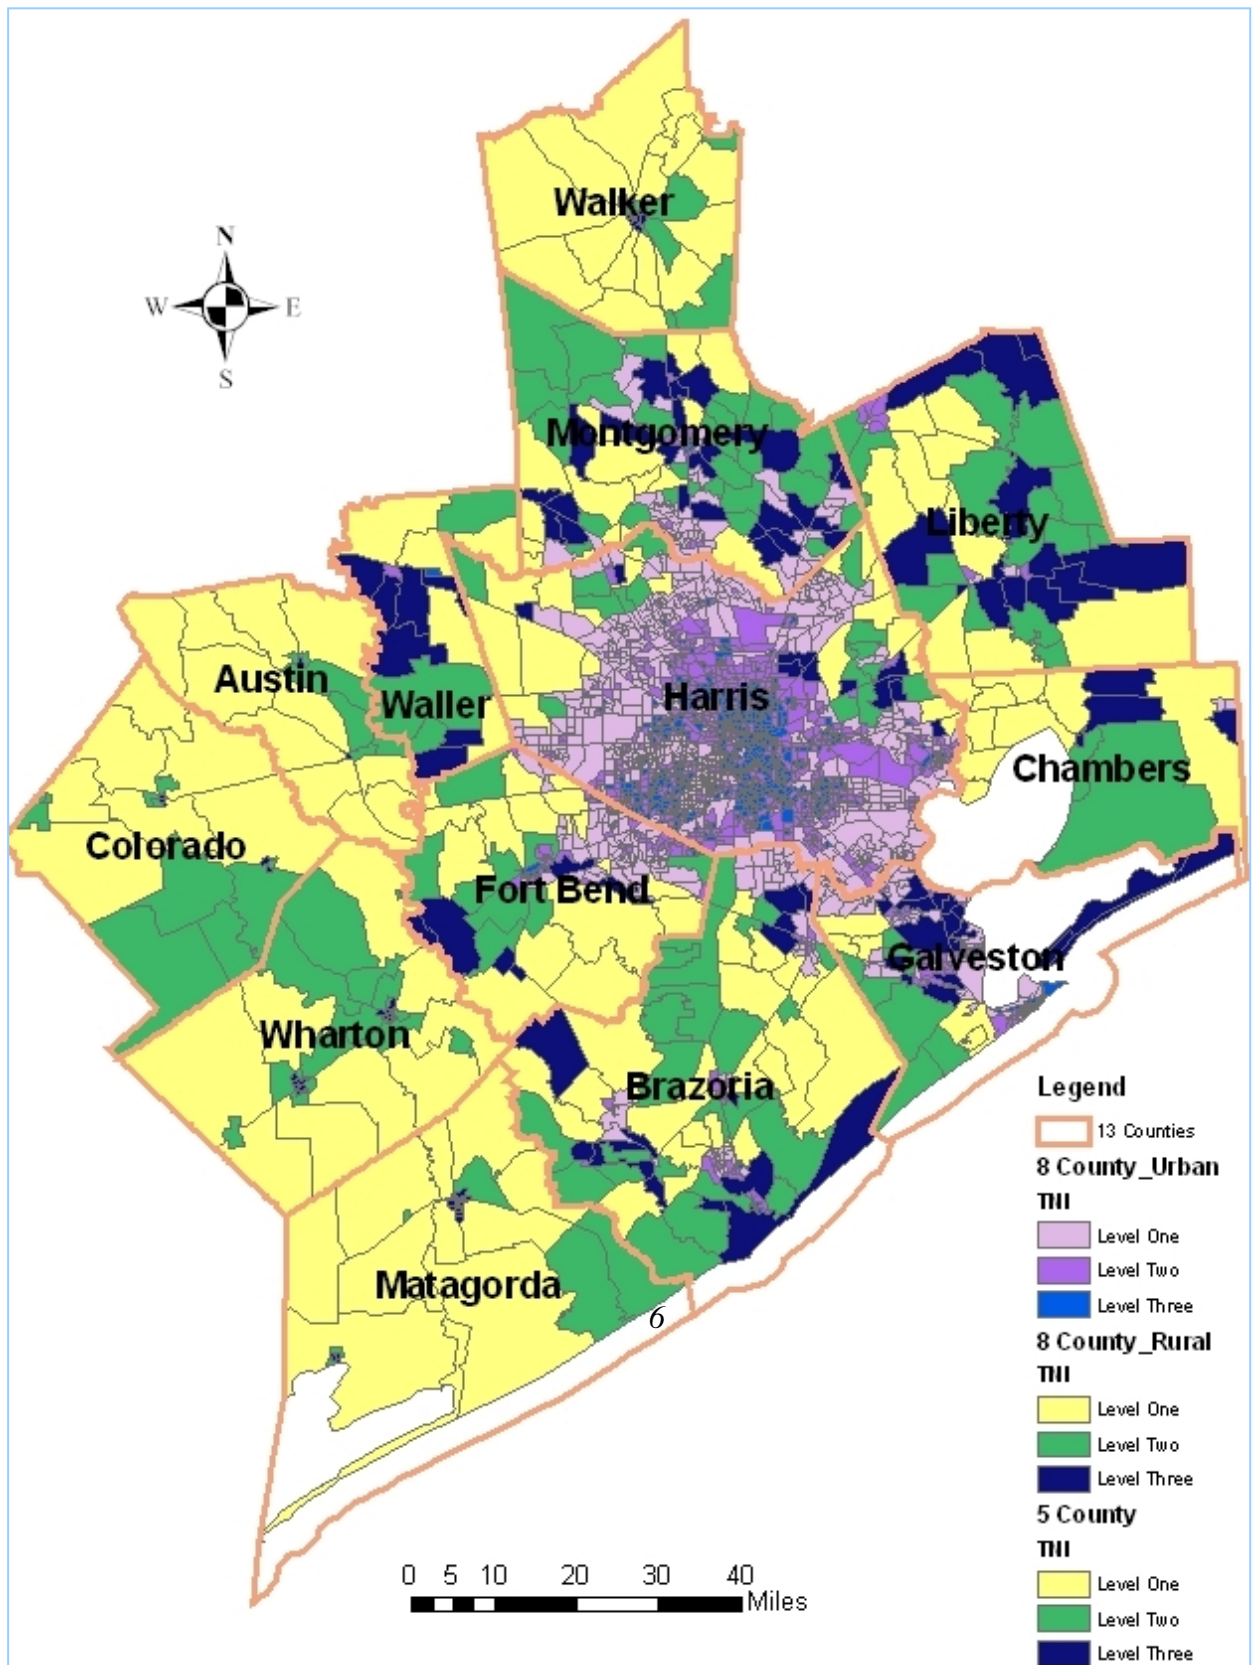 Walker
N
W E
S
Montgomery
Liberty
Austin
Waller
Harris
Chambers
Colorado
Fort Bend
Galveston
Wharton
Brazoria
Matagorda
6
Legend
13 Counties
8 County_Urban
TNI
Level One
Level Two
Level Three
8 County_Rural
TNI
Level One
Level Two
Level Three
5 County
TNI
Level One
Level Two
Level Three
0 5 10 20 30 40
Miles